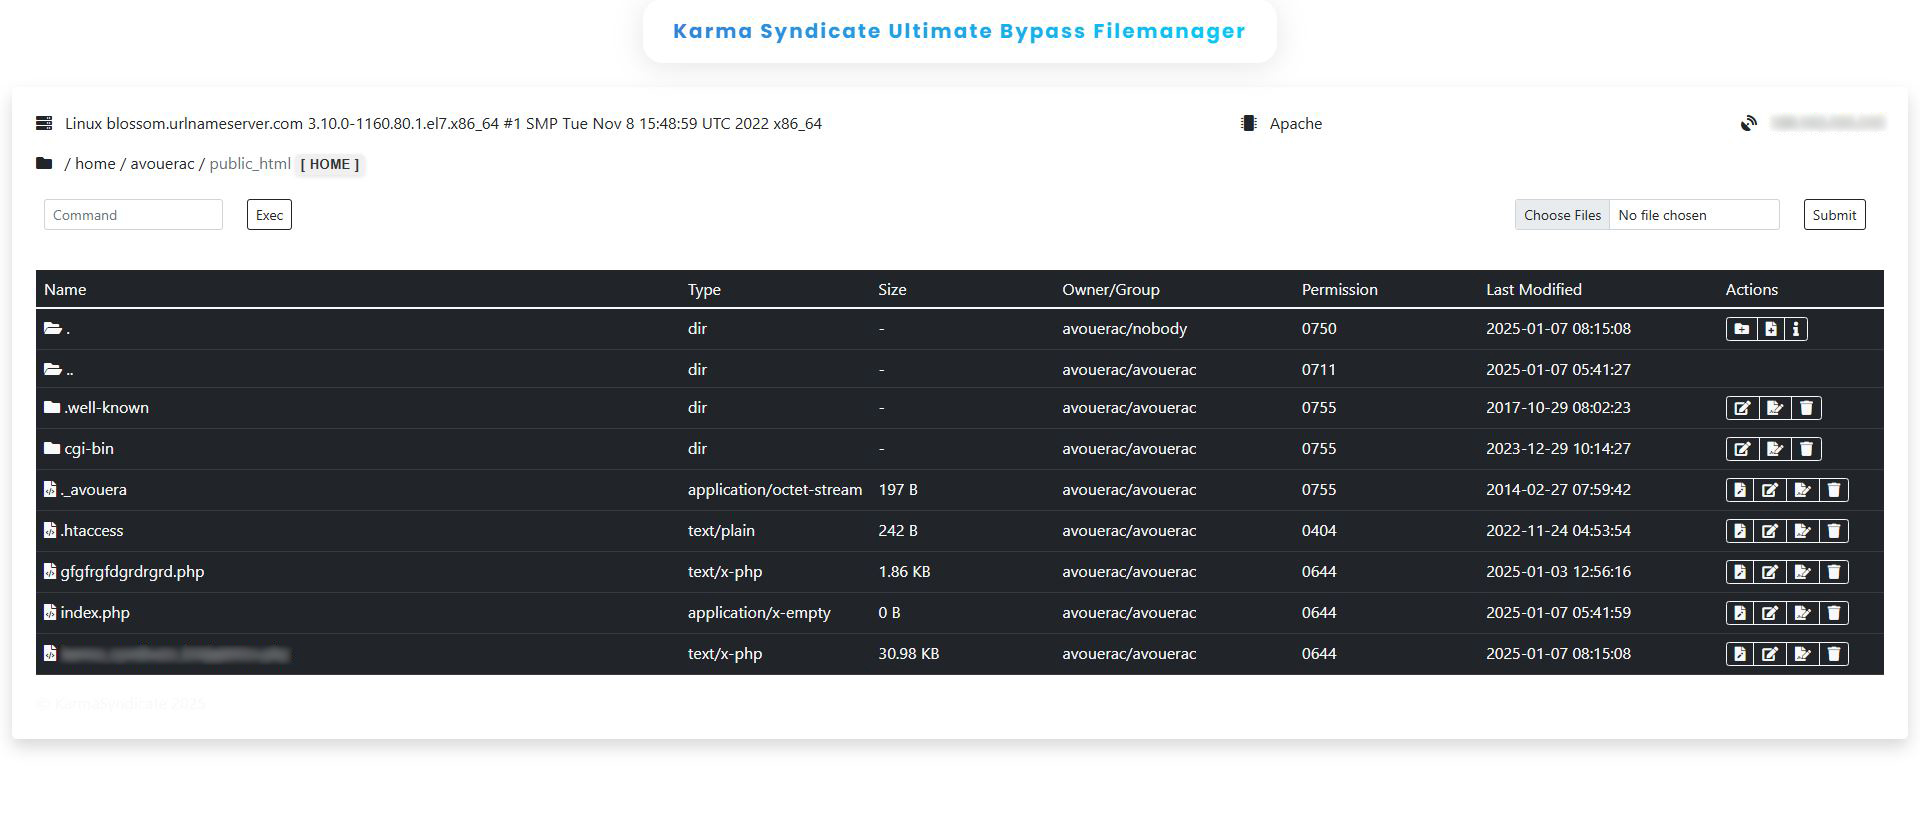 Karma Syndicate Ultimate Bypass Filemanager
Linux blossom.urlnameserver.com 3.10.0-1160.80.1.el7.x86_64 #1 SMP Tue Nov 8 15:48:59 UTC 2022 x86_64 Apache
/ home / avouerac / public_html [ HOME ]
Command Exec Choose Files No file chosen Submit
Name Type Size Owner/Group Permission Last Modified Actions
. dir - avouerac/nobody 0750 2025-01-07 08:15:08
.. dir - avouerac/avouerac 0711 2025-01-07 05:41:27
.well-known dir - avouerac/avouerac 0755 2017-10-29 08:02:23
cgi-bin dir - avouerac/avouerac 0755 2023-12-29 10:14:27
._avouera application/octet-stream 197 B avouerac/avouerac 0755 2014-02-27 07:59:42
.htaccess text/plain 242 B avouerac/avouerac 0404 2022-11-24 04:53:54
gfgfrgfdgrdrgrd.php text/x-php 1.86 KB avouerac/avouerac 0644 2025-01-03 12:56:16
index.php application/x-empty 0 B avouerac/avouerac 0644 2025-01-07 05:41:59
text/x-php 30.98 KB avouerac/avouerac 0644 2025-01-07 08:15:08
© KarmaSyndicate 2025